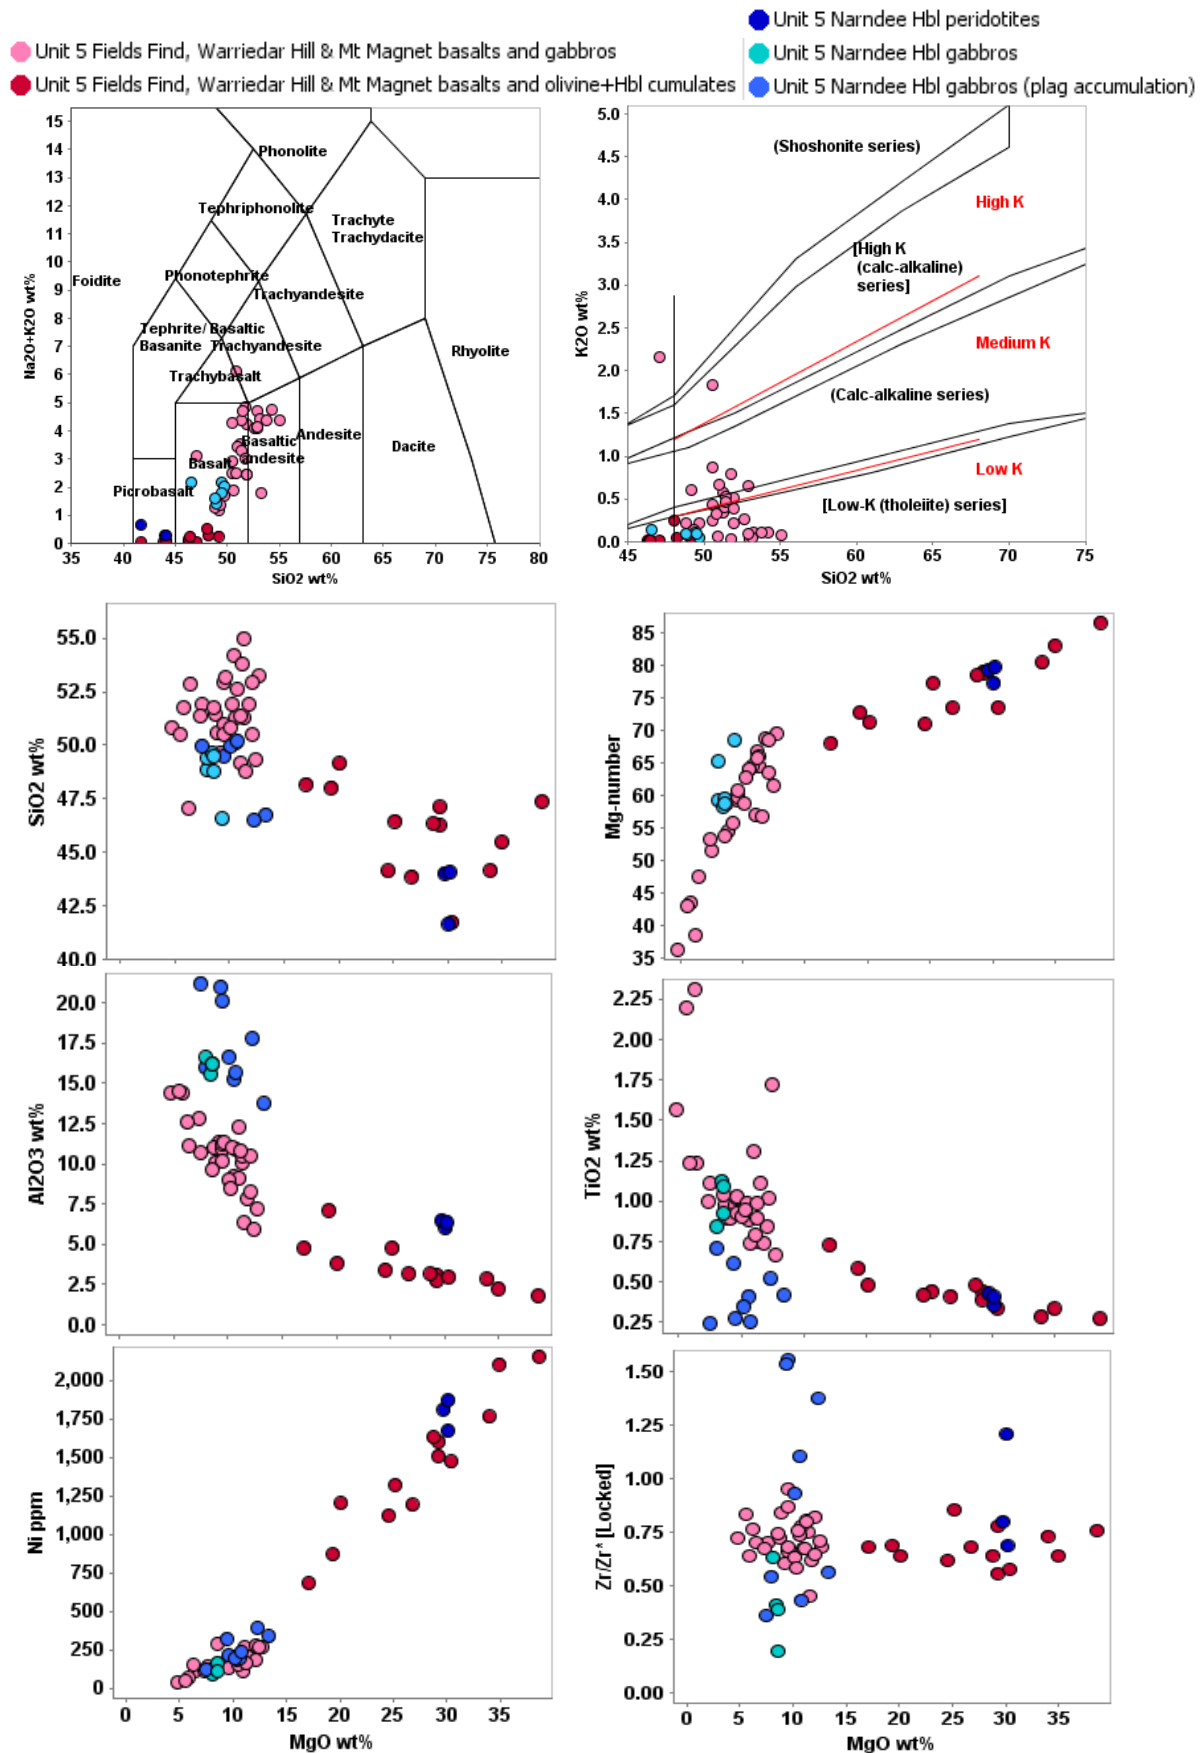 Unit 5 Narndee Hbl peridotites
Unit 5 Fields Find, Warriedar Hill & Mt Magnet basalts and gabbros
Unit 5 Narndee Hbl gabbros
Unit 5 Fields Find, Warriedar Hill & Mt Magnet basalts and olivine+Hbl cumulates
Unit 5 Narndee Hbl gabbros (plag accumulation)
15
14
13
12
11
10
9
8
7
6
5
4
3
2
1
0
Na2O+K2O wt%
Phonolite
Tephriphonolite
Trachyte
Trachydacite
Foidite
Phonotephrite
Trachyandesite
Tephrite/
Basanite
Basaltic
Trachyandesite
Rhyolite
Trachybasalt
Basalt
Basaltic
andesite
Andesite
Dacite
Picrobasalt
35 40 45 50 55 60 65 70 75 80
SiO2 wt%
5.0
4.5
4.0
3.5
3.0
2.5
2.0
1.5
1.0
0.5
0.0
K2O wt%
(Shoshonite series)
High K
[High K
(calc-alkaline)
series]
Medium K
(Calc-alkaline series)
Low K
[Low-K (tholeiite) series]
45 50 55 60 65 70 75
SiO2 wt%
55.0
52.5
50.0
47.5
45.0
42.5
40.0
SiO2 wt%
85
80
75
70
65
60
55
50
45
40
35
Mg-number
20.0
17.5
15.0
12.5
10.0
7.5
5.0
2.5
0.0
Al2O3 wt%
2.25
2.00
1.75
1.50
1.25
1.00
0.75
0.50
0.25
TiO2 wt%
2,000
1,750
1,500
1,250
1,000
750
500
250
0
Ni ppm
0 5 10 15 20 25 30 35
MgO wt%
1.50
1.25
1.00
0.75
0.50
0.25
0.00
Zr/Zr* [Locked]
0 5 10 15 20 25 30 35
MgO wt%